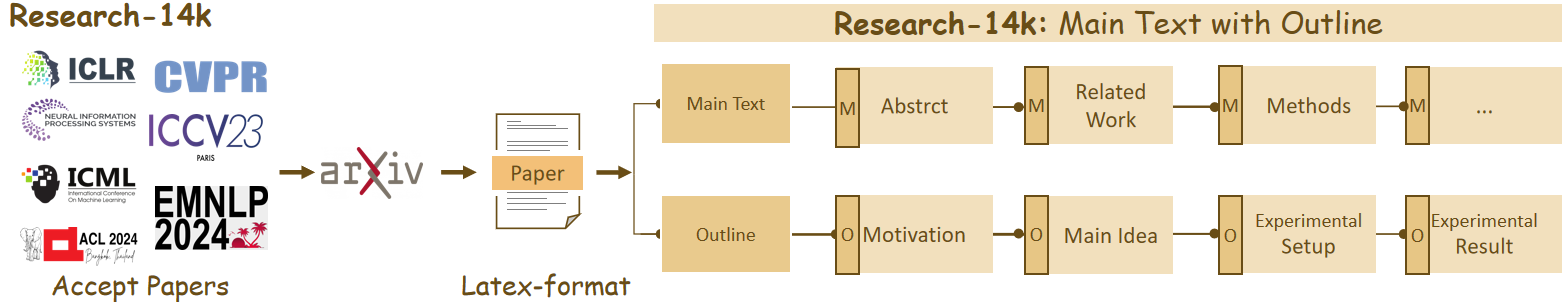 Research-14k
ICLR
CVPR
NEURAL INFORMATION
PROCESSING SYSTEMS
ICCV23
PARIS
ICML
International Conference
On Machine Learning
ACL 2024
Bangkok, Thailand
EMNLP
2024
Accept Papers
arXiv
Paper
Latex-format
Research-14k: Main Text with Outline
Main Text
M
Abstrct
M
Related
Work
M
Methods
M
...
Outline
O
Motivation
O
Main Idea
O
Experimental
Setup
O
Experimental
Result